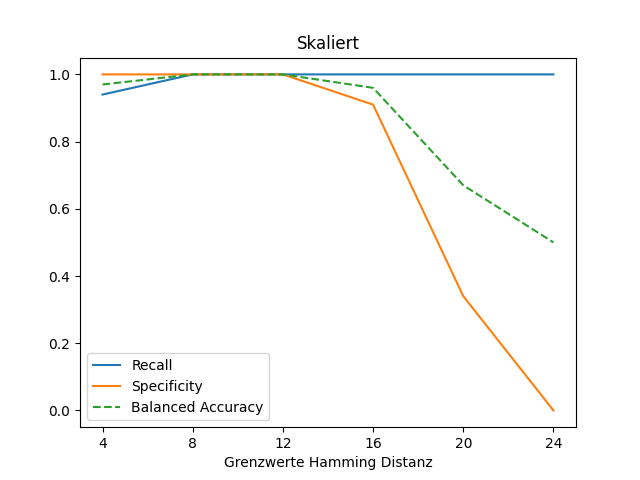 Skaliert
1.0
0.8
0.6
0.4
0.2
0.0
Recall
Specificity
Balanced Accuracy
4 8 12 16 20 24
Grenzwerte Hamming Distanz